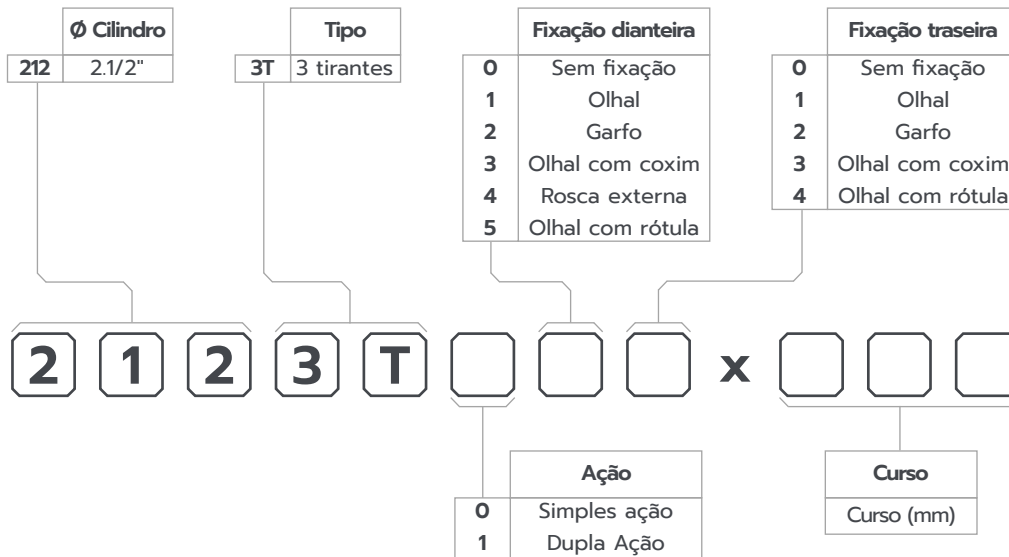 Ø Cilindro
212 2.1/2"
Tipo
3T 3 tirantes
Fixação dianteira
0 Sem fixação
1 Olhal
2 Garfo
3 Olhal com coxim
4 Rosca externa
5 Olhal com rótula
Fixação traseira
0 Sem fixação
1 Olhal
2 Garfo
3 Olhal com coxim
4 Olhal com rótula
2 1 2 3 T x
Ação
0 Simples ação
1 Dupla Ação
Curso
Curso (mm)